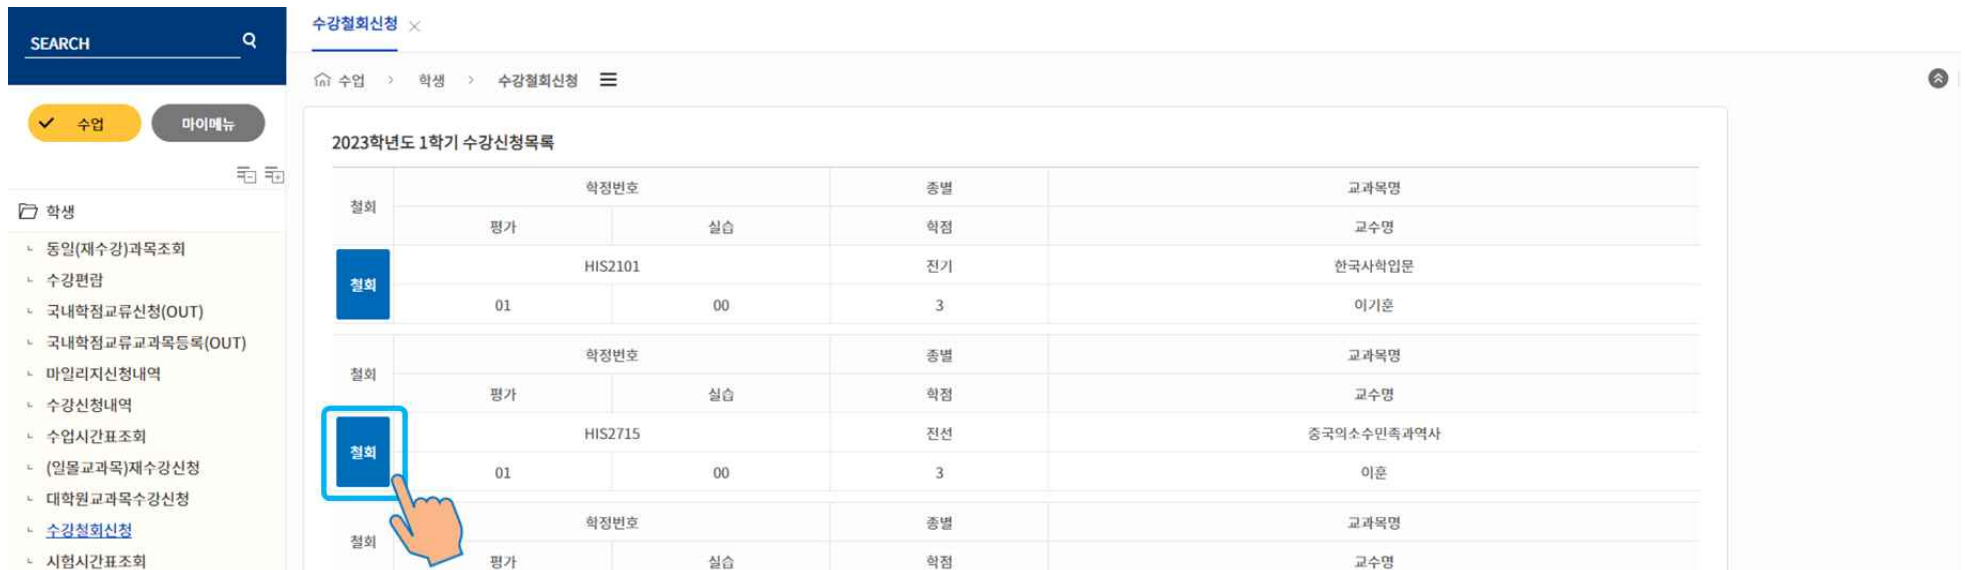 SEARCH
수업
마이메뉴
학생
동일(재수강)과목조회
수강편람
국내학점교류신청(OUT)
국내학점교류교과목등록(OUT)
마일리지신청내역
수강신청내역
수업시간표조회
(일몰교과목)재수강신청
대학원교과목수강신청
수강철회신청
시험시간표조회
수강철회신청
수업 > 학생 > 수강철회신청
2023학년도 1학기 수강신청목록
철회 학정번호 종별 교과목명
평가 실습 학점 교수명
철회 HIS2101 전기 한국사학입문
01 00 3 이기훈
철회 학정번호 종별 교과목명
평가 실습 학점 교수명
철회 HIS2715 전선 중국의소수민족과역사
01 00 3 이훈
철회 학정번호 종별 교과목명
평가 실습 학점 교수명